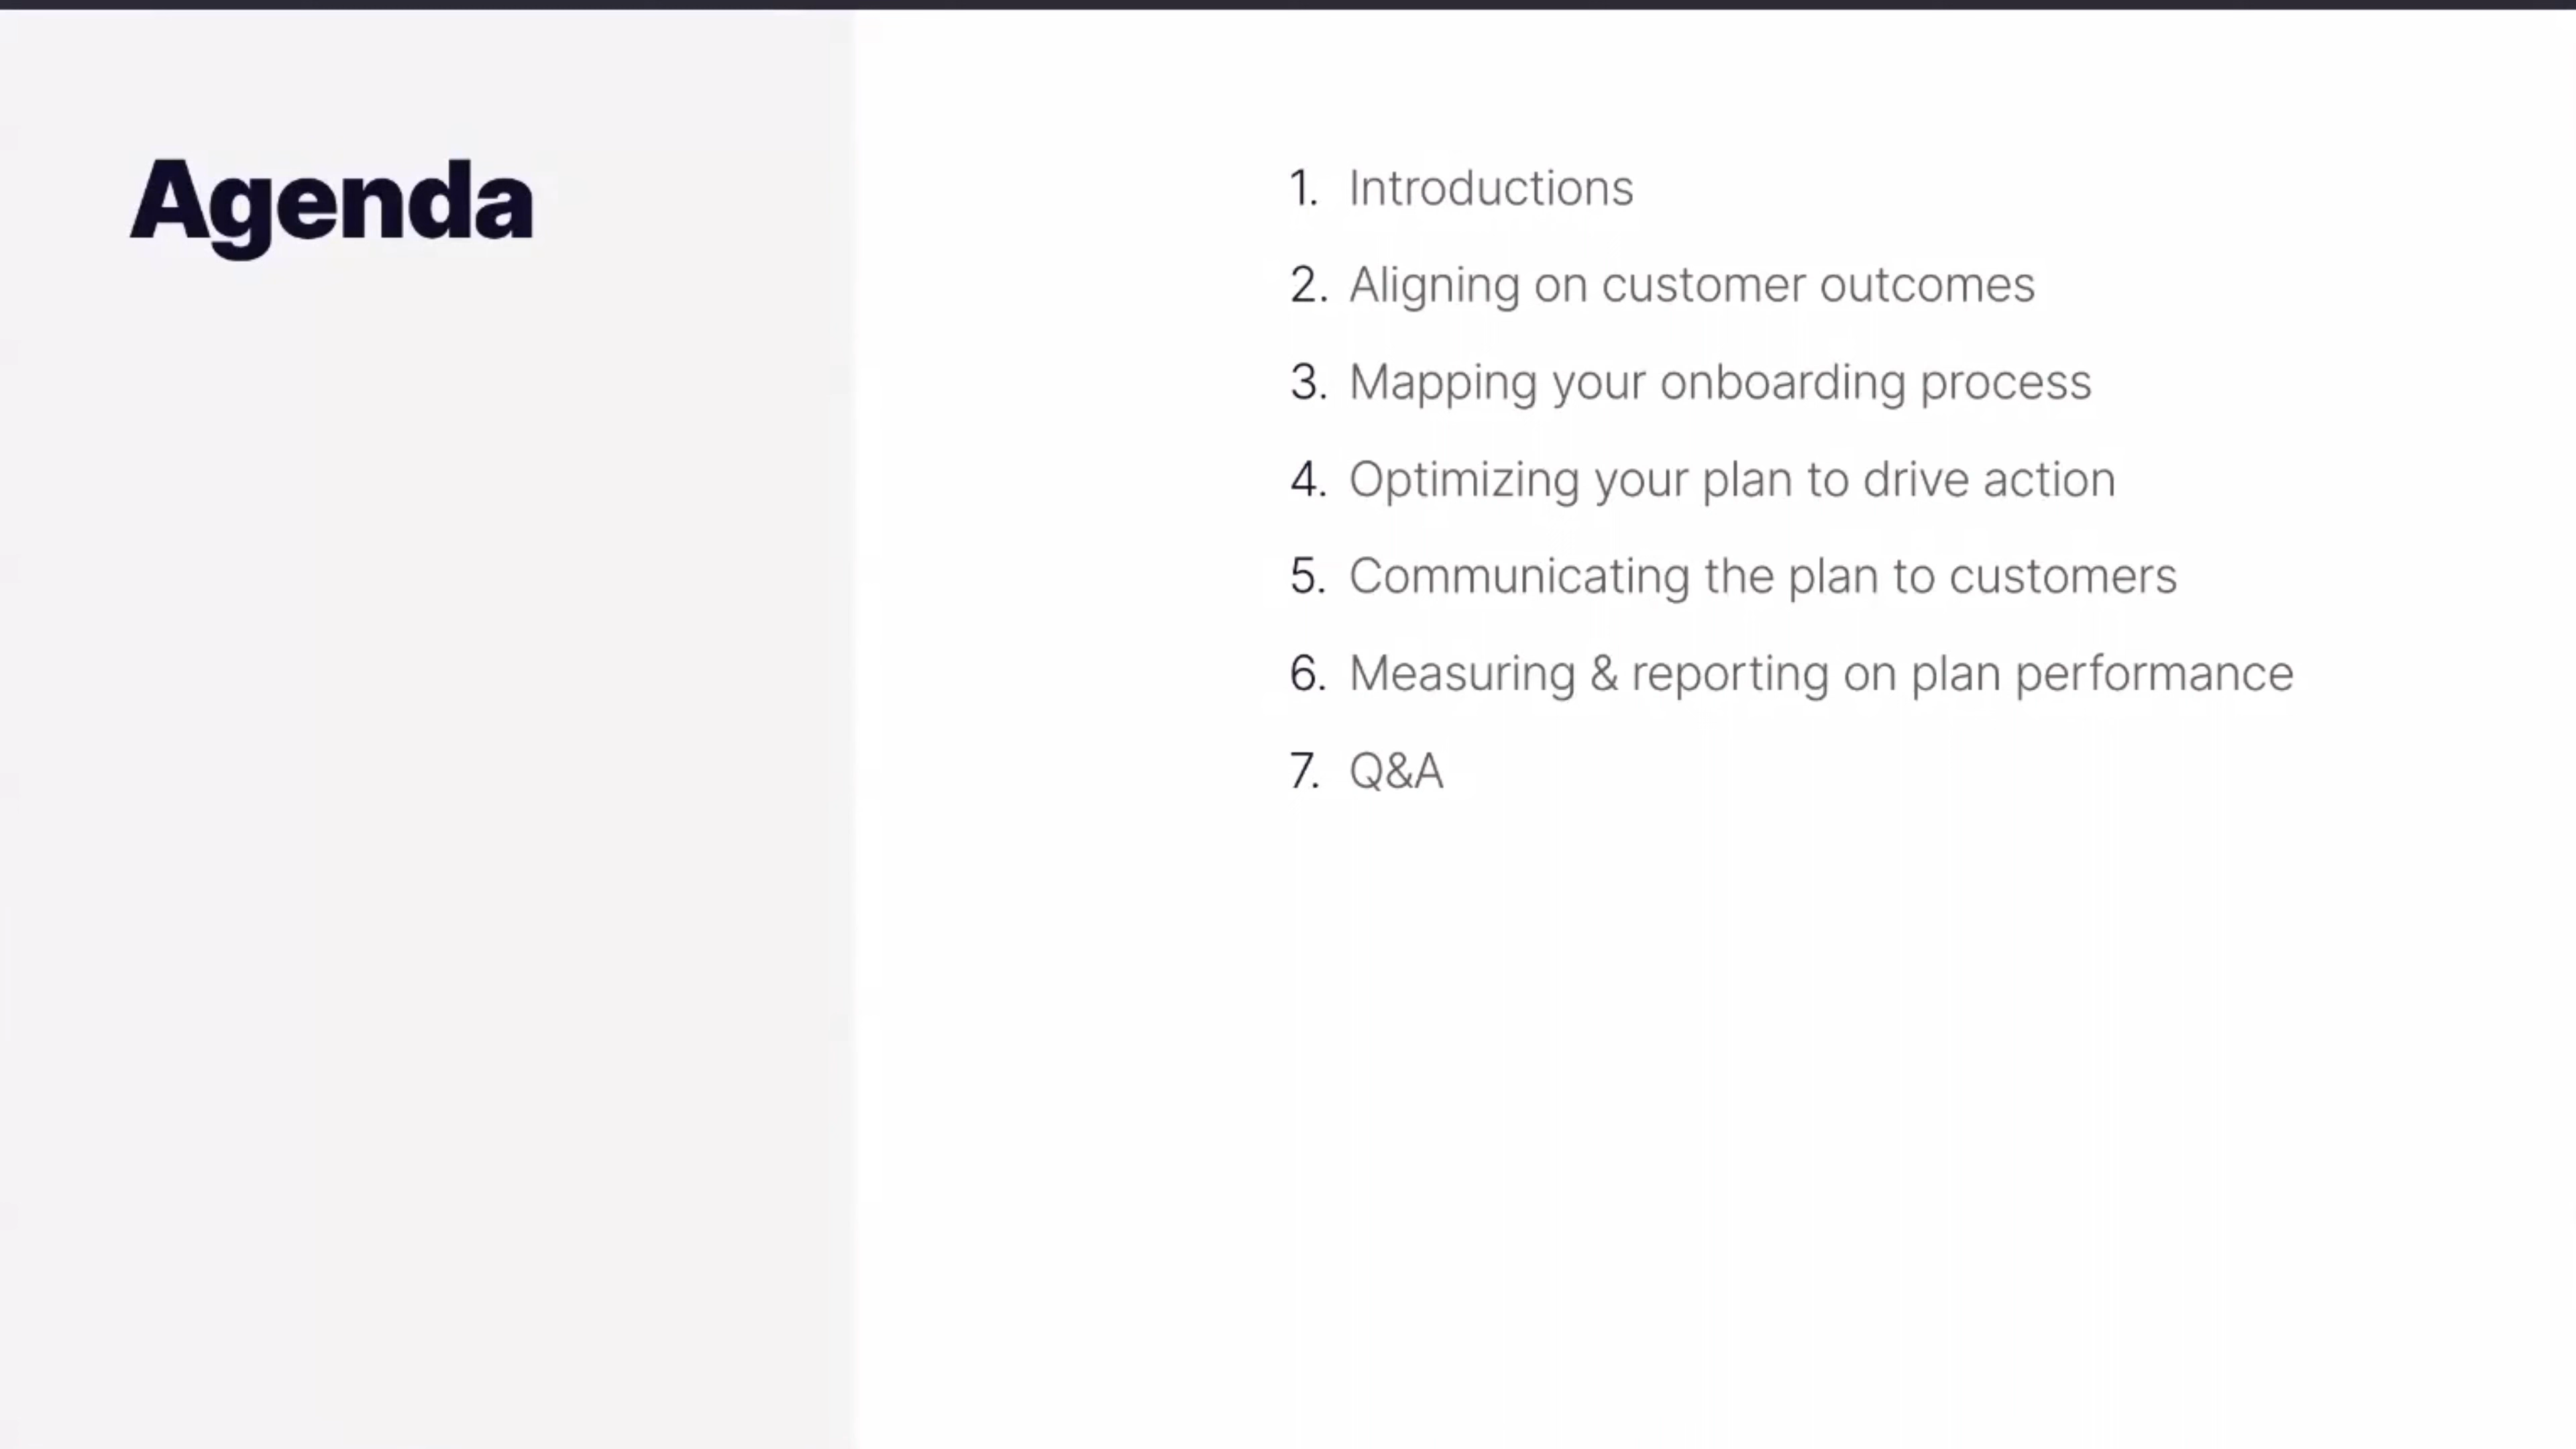 Agenda
1. Introductions
2. Aligning on customer outcomes
3. Mapping your onboarding process
4. Optimizing your plan to drive action
5. Communicating the plan to customers
6. Measuring & reporting on plan performance
7. Q&A